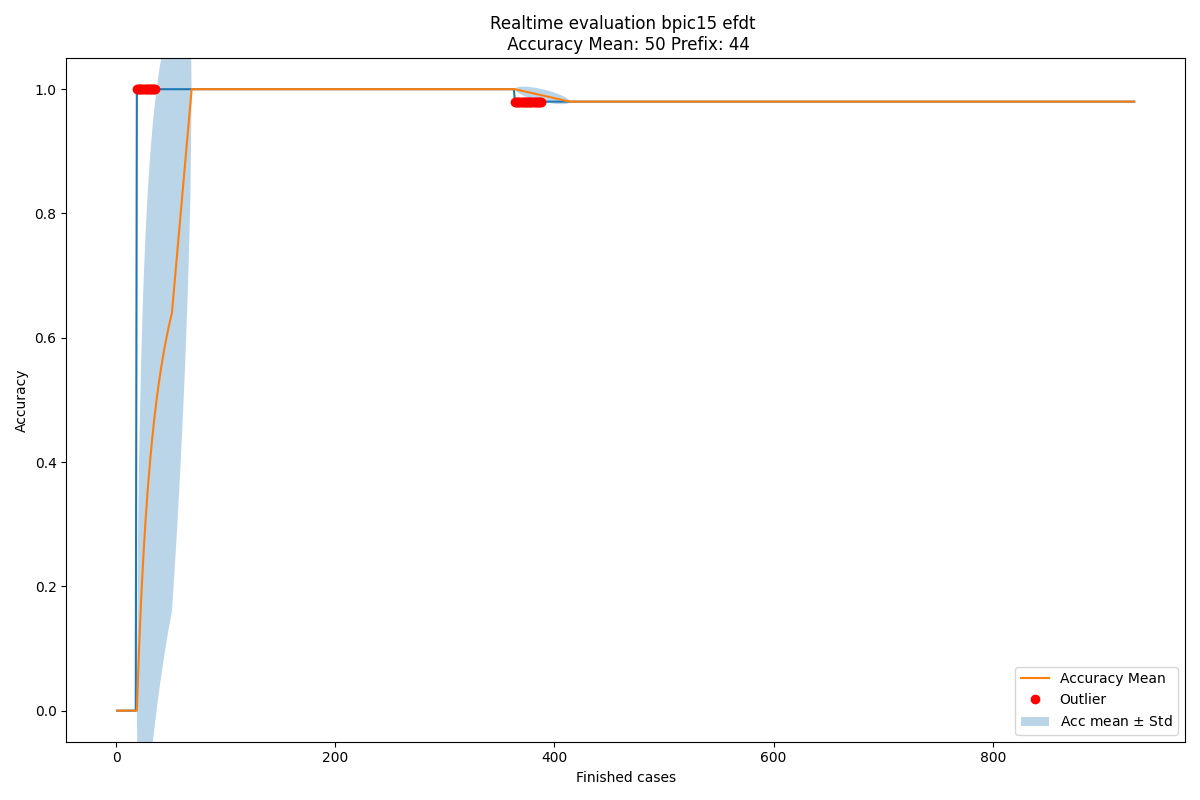 Realtime evaluation bpic15 efdt
Accuracy Mean: 50 Prefix: 44
1.0
0.8
0.6
0.4
0.2
0.0
Accuracy
0 200 400 600 800
Finished cases
Accuracy Mean
Outlier
Acc mean ± Std